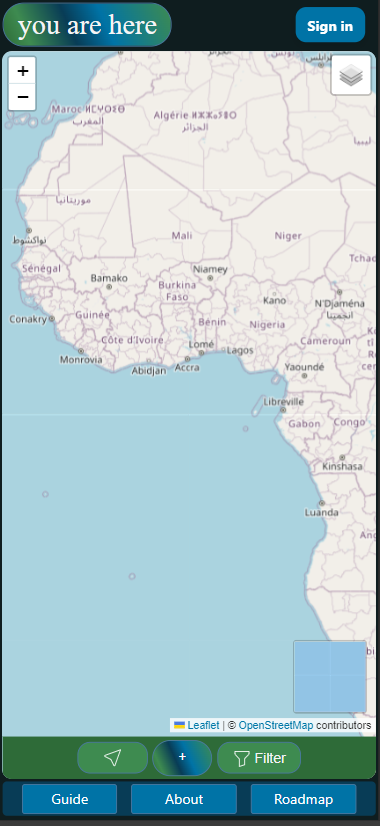 you are here
Sign in
+
−
Maroc ⵍⵎⵖⵔⵉⴱ
المغرب
Algérie ⵍⵣⵣⴰⵢⴻⵔ
الجزائر
موريتانيا
Mali
Niger
نواكشوط
Sénégal
Bamako
Niamey
Burkina
Faso
Kano
N'Djaména
انجمينا
Conakry
Guinée
Bénin
Nigeria
Côte d'Ivoire
Lomé
Lagos
Cameroun
Monrovia
Abidjan
Accra
Yaoundé
Libreville
Gabon
Congo
Kinshasa
Luanda
Leaflet | © OpenStreetMap contributors
+
Filter
Guide
About
Roadmap